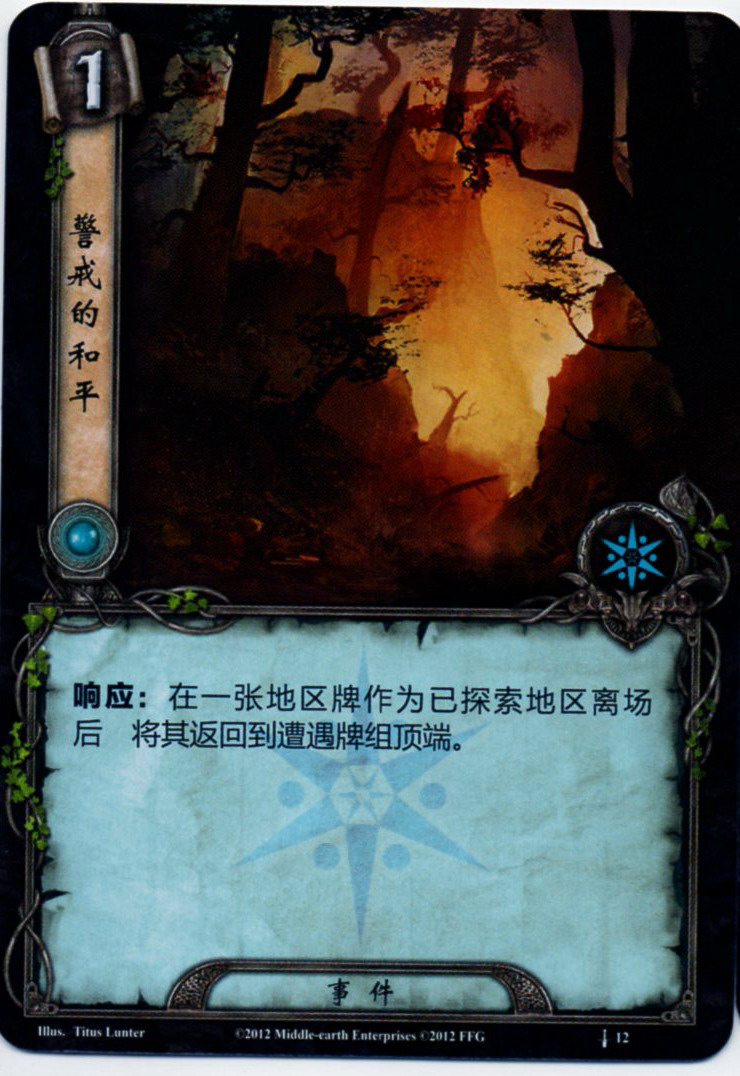 1
警戒的和平
响应：在一张地区牌作为已探索地区离场
后 将其返回到遭遇牌组顶端。
事件
Illus. Titus Lunter
©2012 Middle-earth Enterprises ©2012 FFG
12